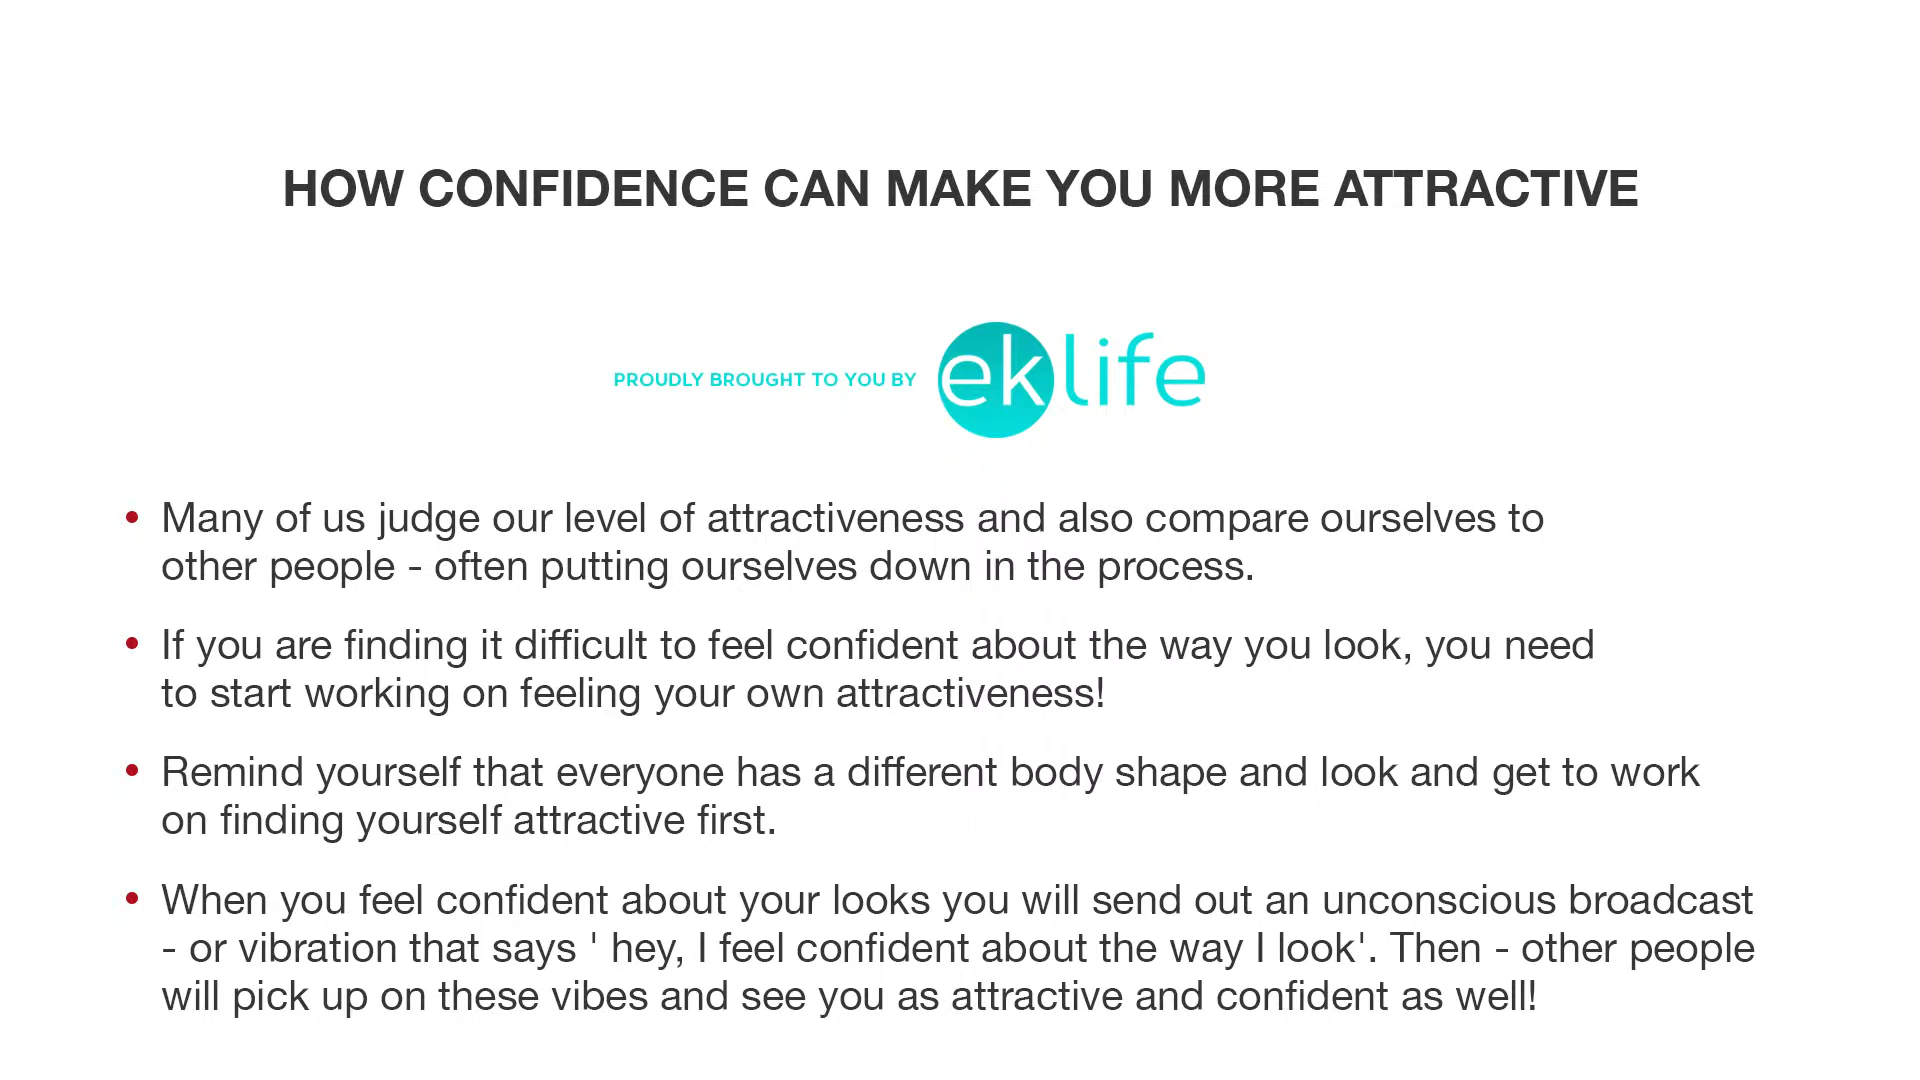 HOW CONFIDENCE CAN MAKE YOU MORE ATTRACTIVE
PROUDLY BROUGHT TO YOU BY eklife
• Many of us judge our level of attractiveness and also compare ourselves to
other people - often putting ourselves down in the process.
• If you are finding it difficult to feel confident about the way you look, you need
to start working on feeling your own attractiveness!
• Remind yourself that everyone has a different body shape and look and get to work
on finding yourself attractive first.
• When you feel confident about your looks you will send out an unconscious broadcast
- or vibration that says ' hey, I feel confident about the way I look'. Then - other people
will pick up on these vibes and see you as attractive and confident as well!